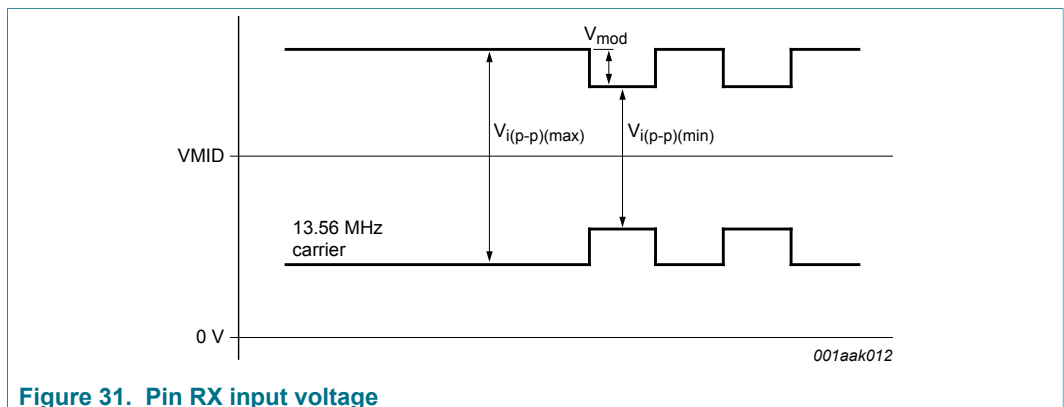 Vmod
Vi(p-p)(max)
Vi(p-p)(min)
VMID
13.56 MHz
carrier
0 V
001aak012
Figure 31. Pin RX input voltage